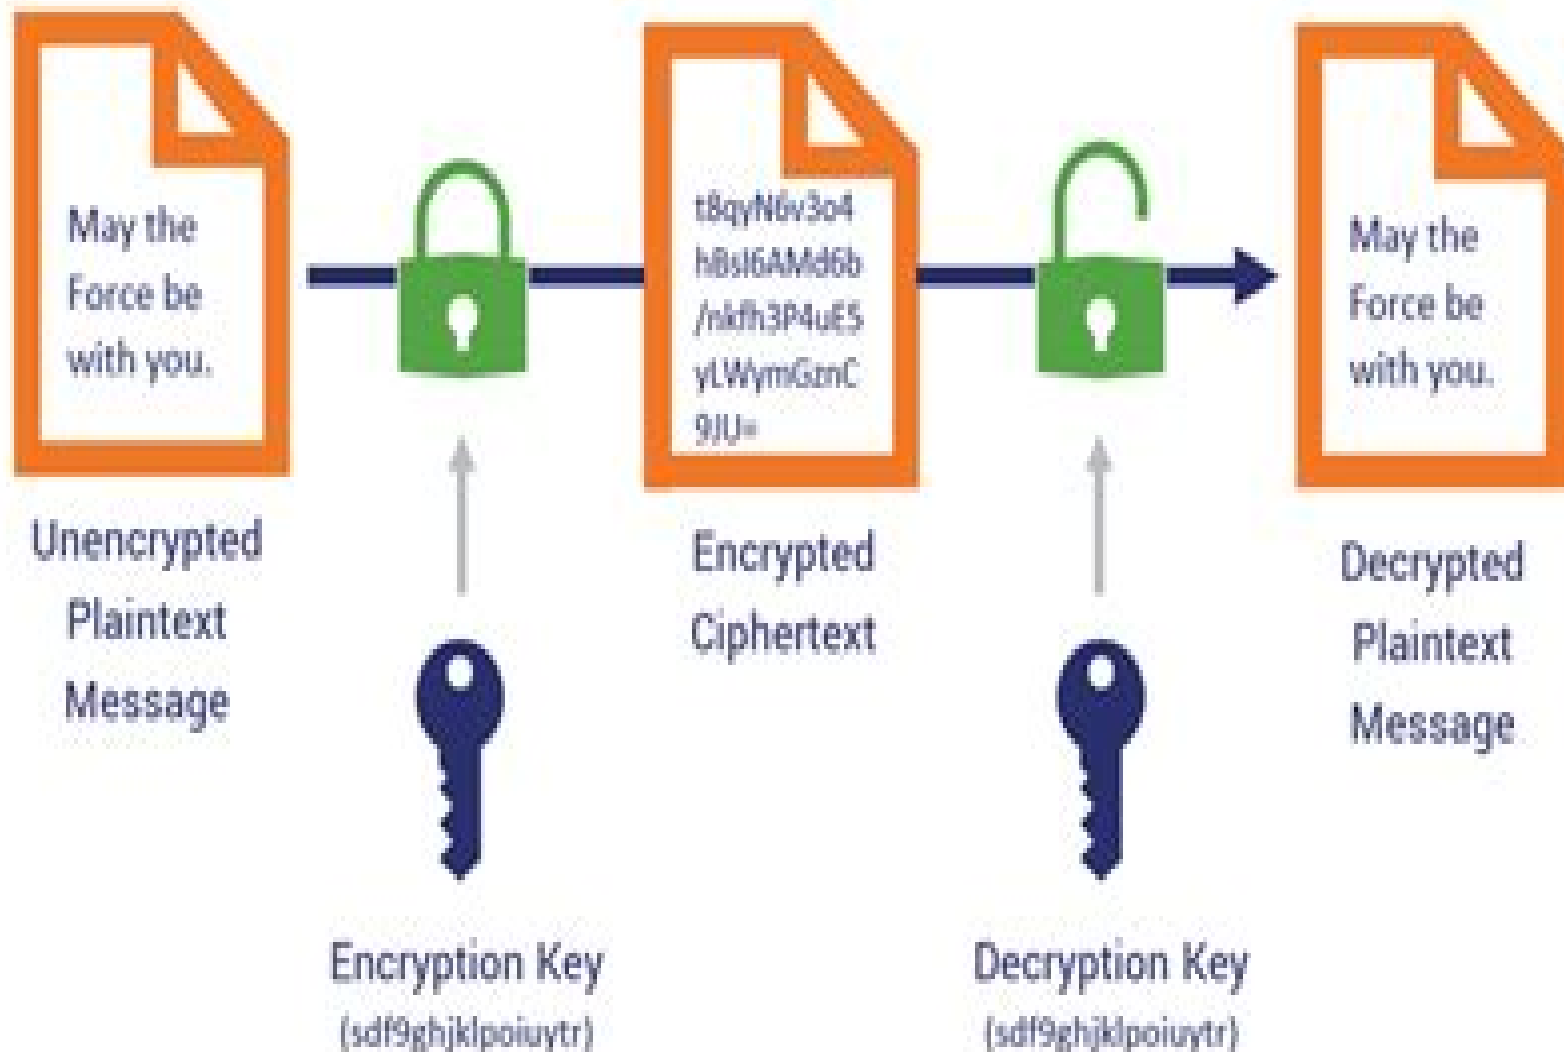 May the
Force be
with you.
Unencrypted
Plaintext
Message
t8qyN6v3o4
hBsI6AMd6b
/nkfh3P4uE5
yLWymGznC
9JU=
Encrypted
Ciphertext
May the
Force be
with you.
Decrypted
Plaintext
Message
Encryption Key
(sdf9ghjklpoiuytr)
Decryption Key
(sdf9ghjklpoiuytr)